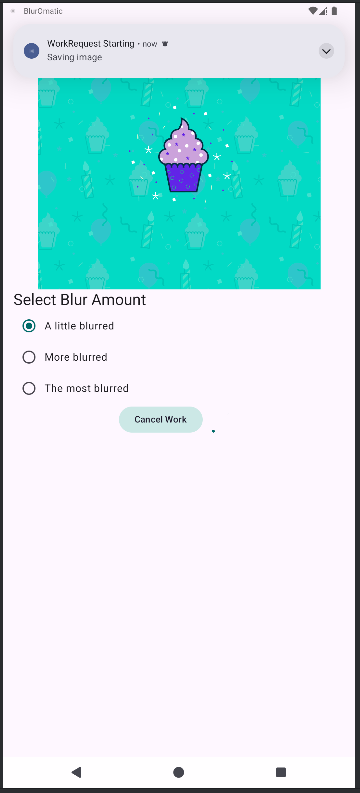 BlurOmatic
WorkRequest Starting • now
Saving image
Select Blur Amount
A little blurred
More blurred
The most blurred
Cancel Work